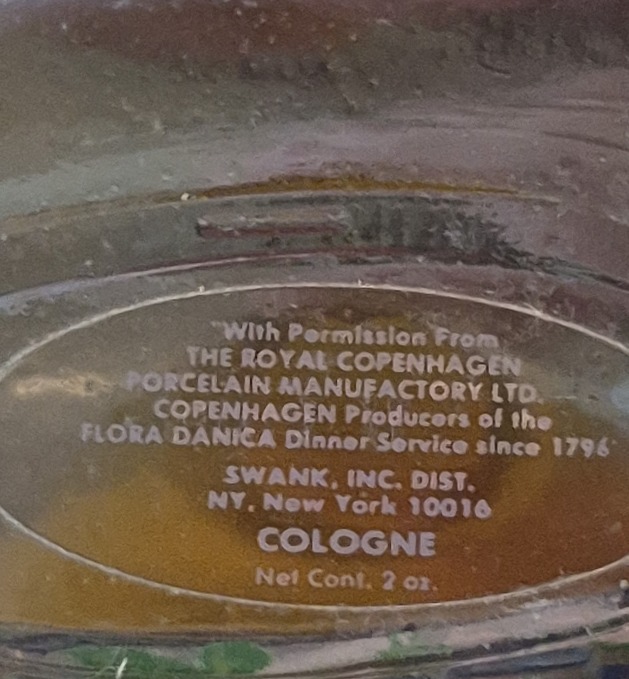 "With Permission From
THE ROYAL COPENHAGEN
PORCELAIN MANUFACTORY LTD.
COPENHAGEN Producers of the
FLORA DANICA Dinner Service since 1796"
SWANK, INC. DIST.
NY, New York 10016
COLOGNE
Net Cont. 2 oz.